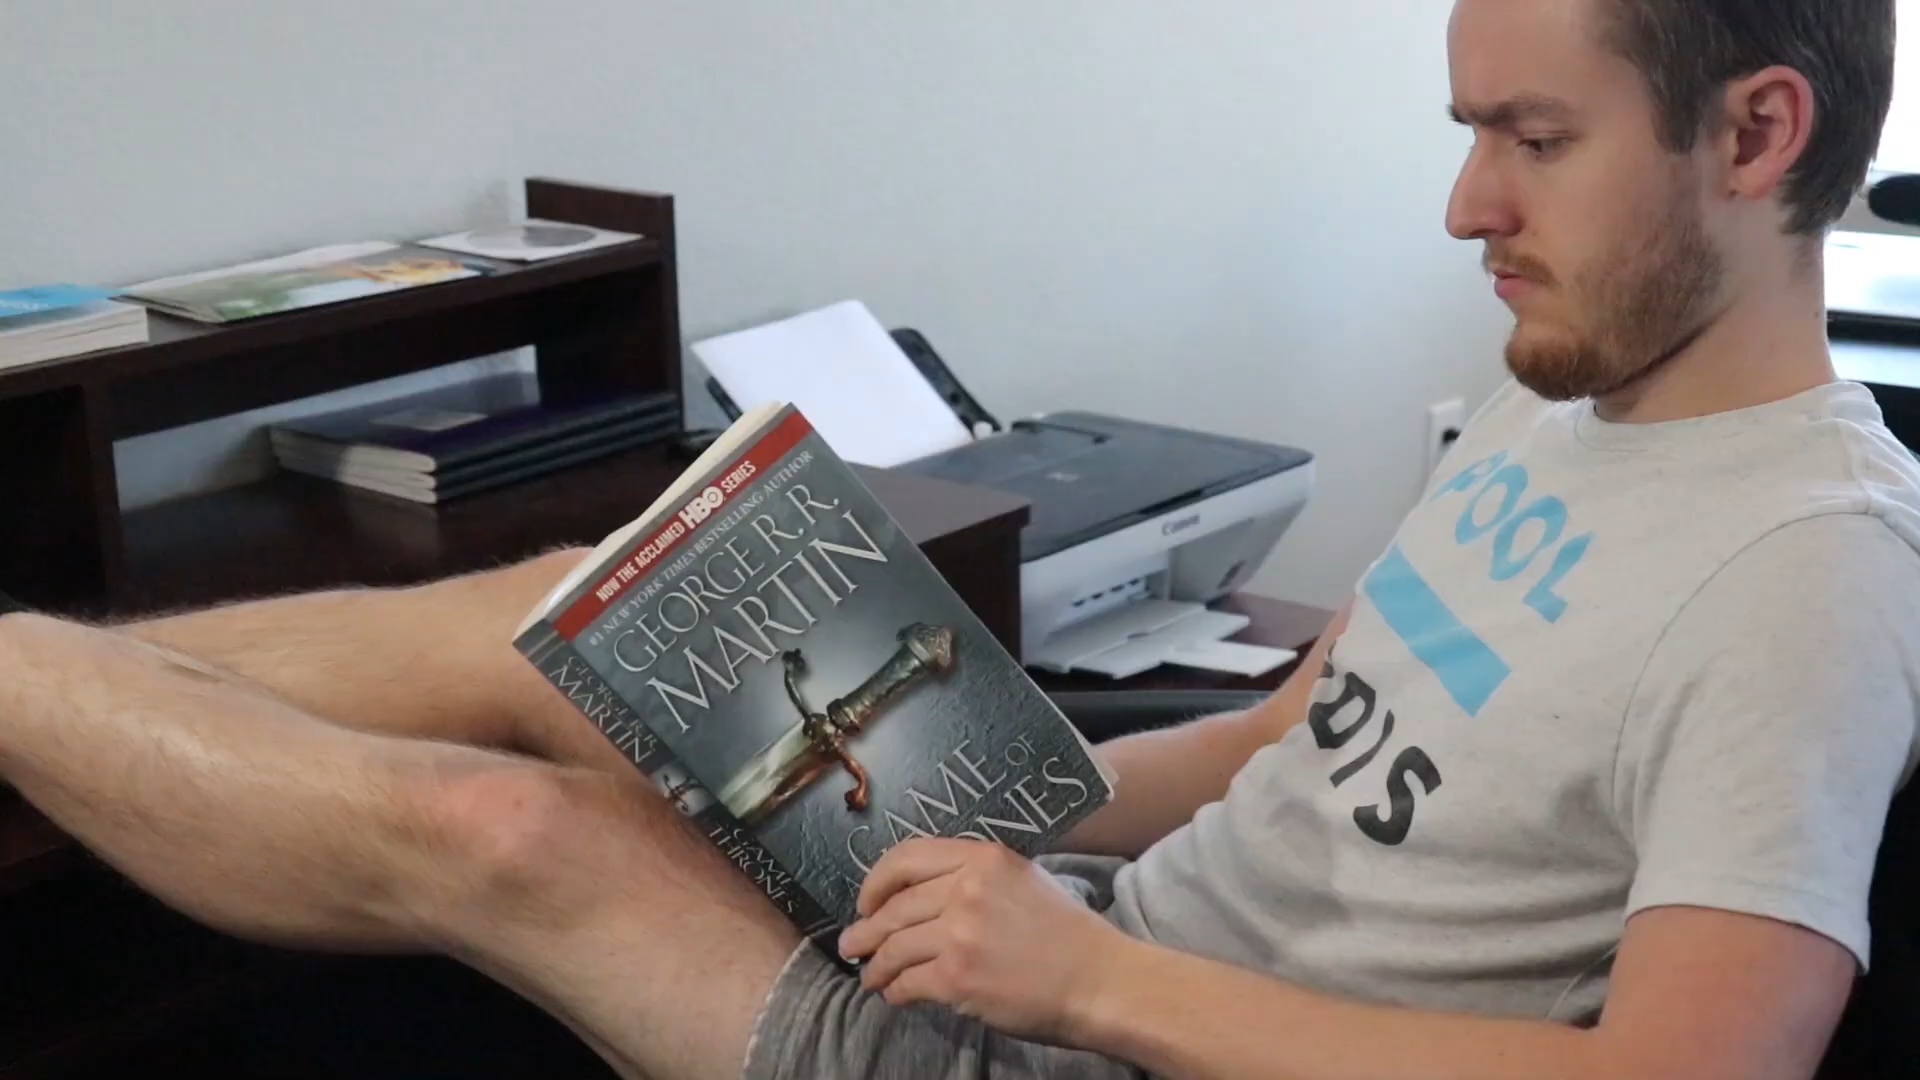 NOW THE ACCLAIMED HBO SERIES
#1 NEW YORK TIMES BESTSELLING AUTHOR
GEORGE R. R.
MARTIN
A GAME OF
GEORGE R.R.
MARTIN
A GAME OF
THRONES
Canon
POOL